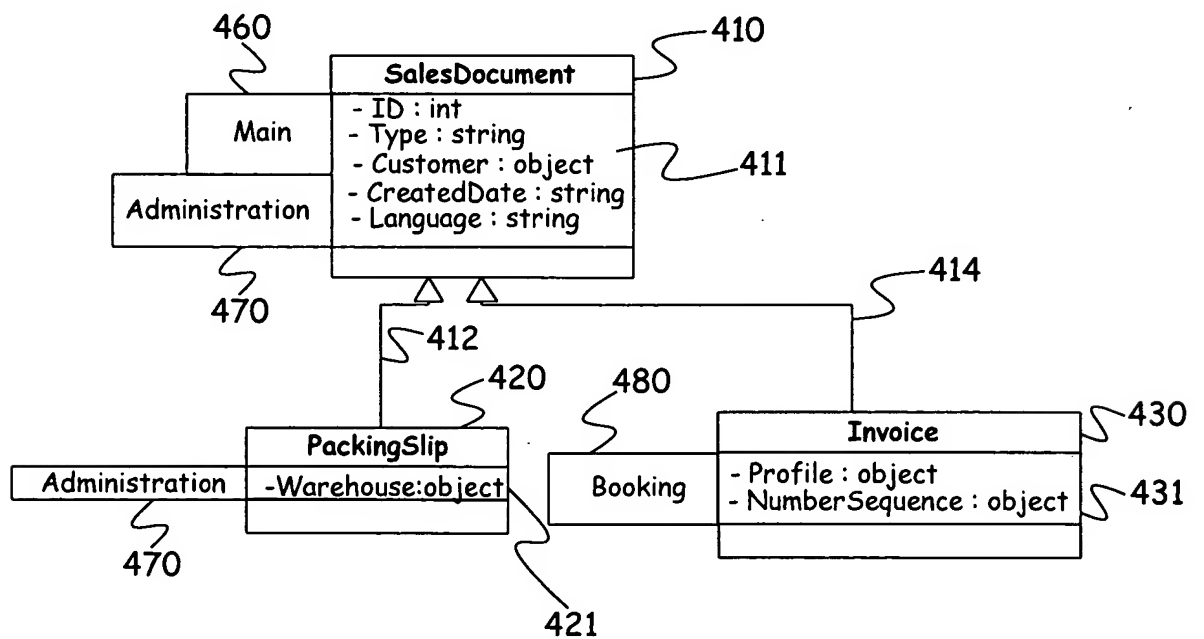 460
410
SalesDocument
- ID : int
- Type : string
- Customer : object
- CreatedDate : string
- Language : string
Main
Administration
411
470
414
412
420
480
430
PackingSlip
Invoice
Administration
-Warehouse:object
Booking
- Profile : object
- NumberSequence : object
431
470
421